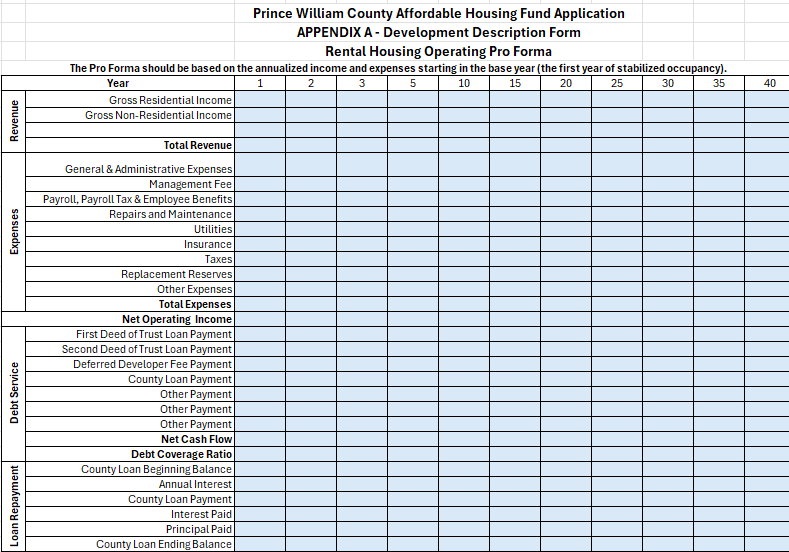 Prince William County Affordable Housing Fund Application
APPENDIX A - Development Description Form
Rental Housing Operating Pro Forma
The Pro Forma should be based on the annualized income and expenses starting in the base year (the first year of stabilized occupancy).
Year 1 2 3 5 10 15 20 25 30 35 40
Revenue
Gross Residential Income
Gross Non-Residential Income
Total Revenue
Expenses
General & Administrative Expenses
Management Fee
Payroll, Payroll Tax & Employee Benefits
Repairs and Maintenance
Utilities
Insurance
Taxes
Replacement Reserves
Other Expenses
Total Expenses
Net Operating Income
Debt Service
First Deed of Trust Loan Payment
Second Deed of Trust Loan Payment
Deferred Developer Fee Payment
County Loan Payment
Other Payment
Other Payment
Other Payment
Net Cash Flow
Debt Coverage Ratio
Loan Repayment
County Loan Beginning Balance
Annual Interest
County Loan Payment
Interest Paid
Principal Paid
County Loan Ending Balance